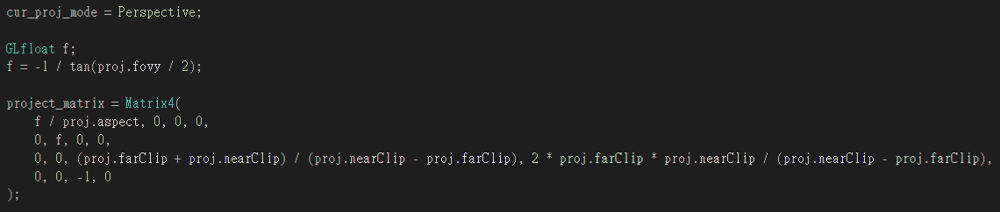 cur_proj_mode = Perspective;
GLfloat f;
f = -1 / tan(proj.fovy / 2);
project_matrix = Matrix4(
f / proj.aspect, 0, 0, 0,
0, f, 0, 0,
0, 0, (proj.farClip + proj.nearClip) / (proj.nearClip - proj.farClip), 2 * proj.farClip * proj.nearClip / (proj.nearClip - proj.farClip),
0, 0, -1, 0
);